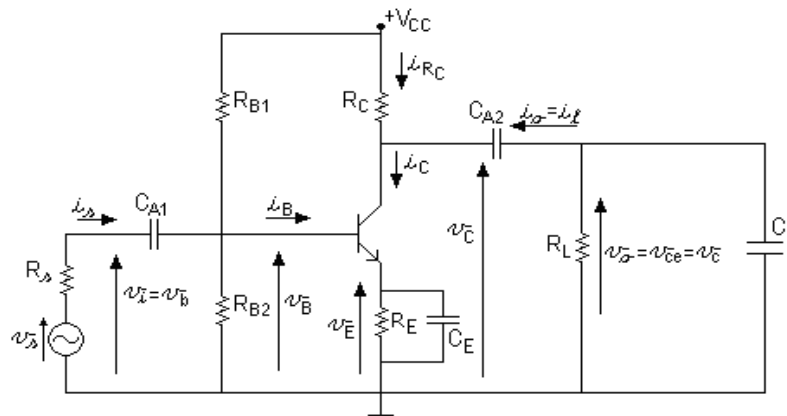 +VCC
iRC
RB1
RC
CA2
io=iℓ
iC
CA1
is
iB
C
Rs
vi=vb
RB2
vB
vC
RL
vo=vce=vc
vs
vE
RE
CE